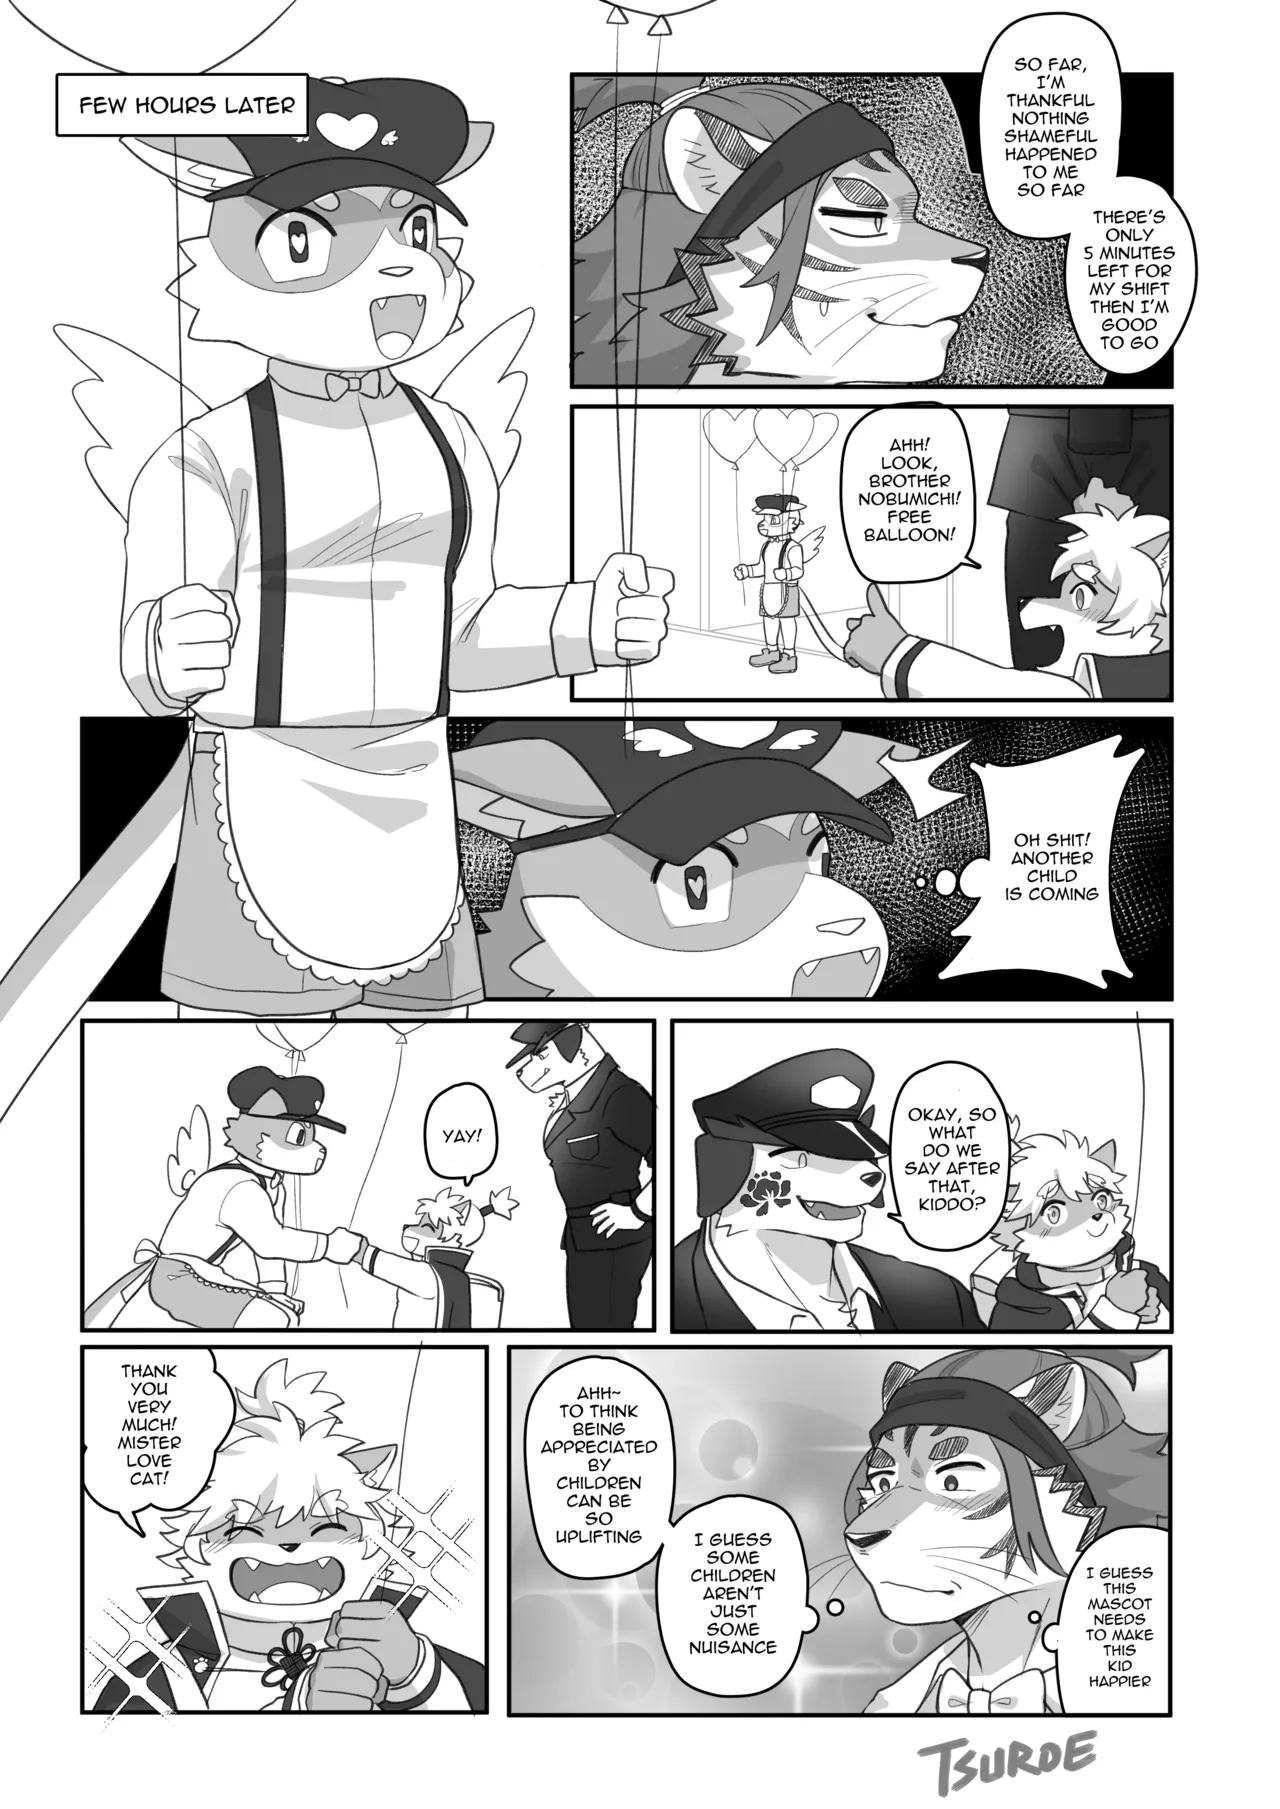 FEW HOURS LATER
SO FAR,
I'M
THANKFUL
NOTHING
SHAMEFUL
HAPPENED
TO ME
SO FAR
THERE'S
ONLY
5 MINUTES
LEFT FOR
MY SHIFT
THEN I'M
GOOD
TO GO
AHH!
LOOK,
BROTHER
NOBUMICHI!
FREE
BALLOON!
OH SHIT!
ANOTHER
CHILD
IS COMING
YAY!
OKAY, SO
WHAT
DO WE
SAY AFTER
THAT,
KIDDO?
THANK
YOU
VERY
MUCH!
MISTER
LOVE
CAT!
AHH~
TO THINK
BEING
APPRECIATED
BY
CHILDREN
CAN BE
SO
UPLIFTING
I GUESS
SOME
CHILDREN
AREN'T
JUST
SOME
NUISANCE
I GUESS
THIS
MASCOT
NEEDS
TO MAKE
THIS
KID
HAPPIER
TSUROE